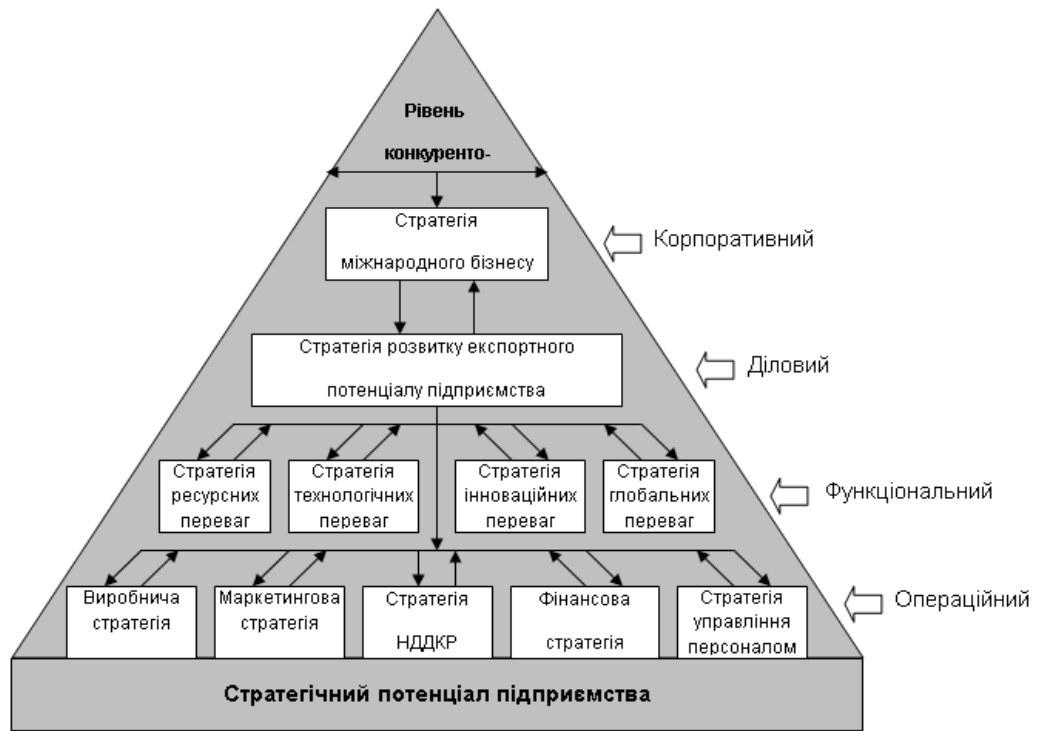 Рівень
конкуренто-
Стратегія
міжнародного бізнесу
Корпоративний
Стратегія розвитку експортного
потенціалу підприємства
Діловий
Стратегія
ресурсних
переваг
Стратегія
технологічних
переваг
Стратегія
інноваційних
переваг
Стратегія
глобальних
переваг
Функціональний
Виробнича
стратегія
Маркетингова
стратегія
Стратегія
НДДКР
Фінансова
стратегія
Стратегія
управління
персоналом
Операційний
Стратегічний потенціал підприємства